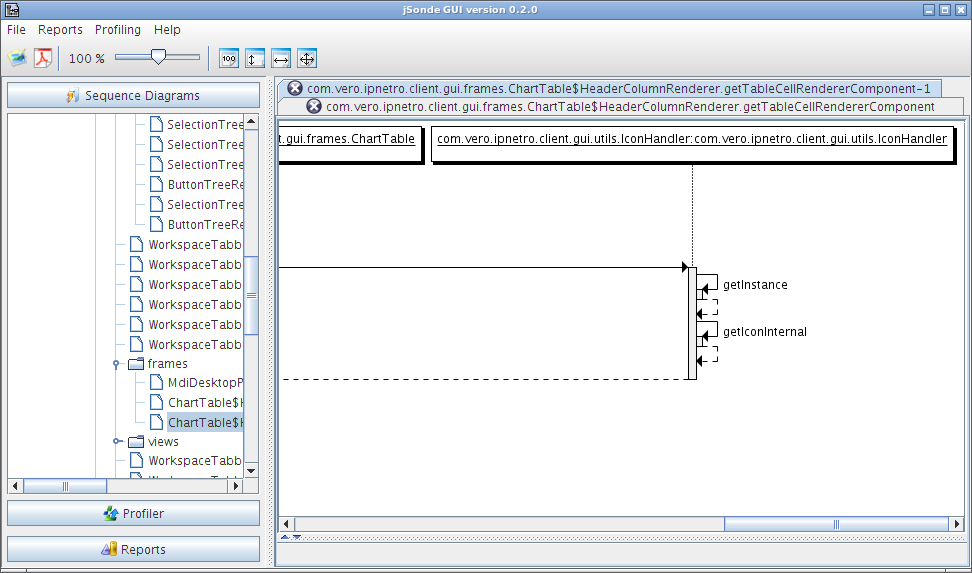 jSonde GUI version 0.2.0
File Reports Profiling Help
100 % 100
Sequence Diagrams
com.vero.ipnetro.client.gui.frames.ChartTable$HeaderColumnRenderer.getTableCellRendererComponent-1
com.vero.ipnetro.client.gui.frames.ChartTable$HeaderColumnRenderer.getTableCellRendererComponent
t.gui.frames.ChartTable com.vero.ipnetro.client.gui.utils.IconHandler:com.vero.ipnetro.client.gui.utils.IconHandler
SelectionTree
SelectionTree
SelectionTree
ButtonTreeRe
SelectionTree
ButtonTreeRe
WorkspaceTabb
WorkspaceTabb
WorkspaceTabb
WorkspaceTabb
WorkspaceTabb
WorkspaceTabb
frames
MdiDesktopP
ChartTable$H
ChartTable$H
views
WorkspaceTabb
getInstance
getIconInternal
Profiler
Reports